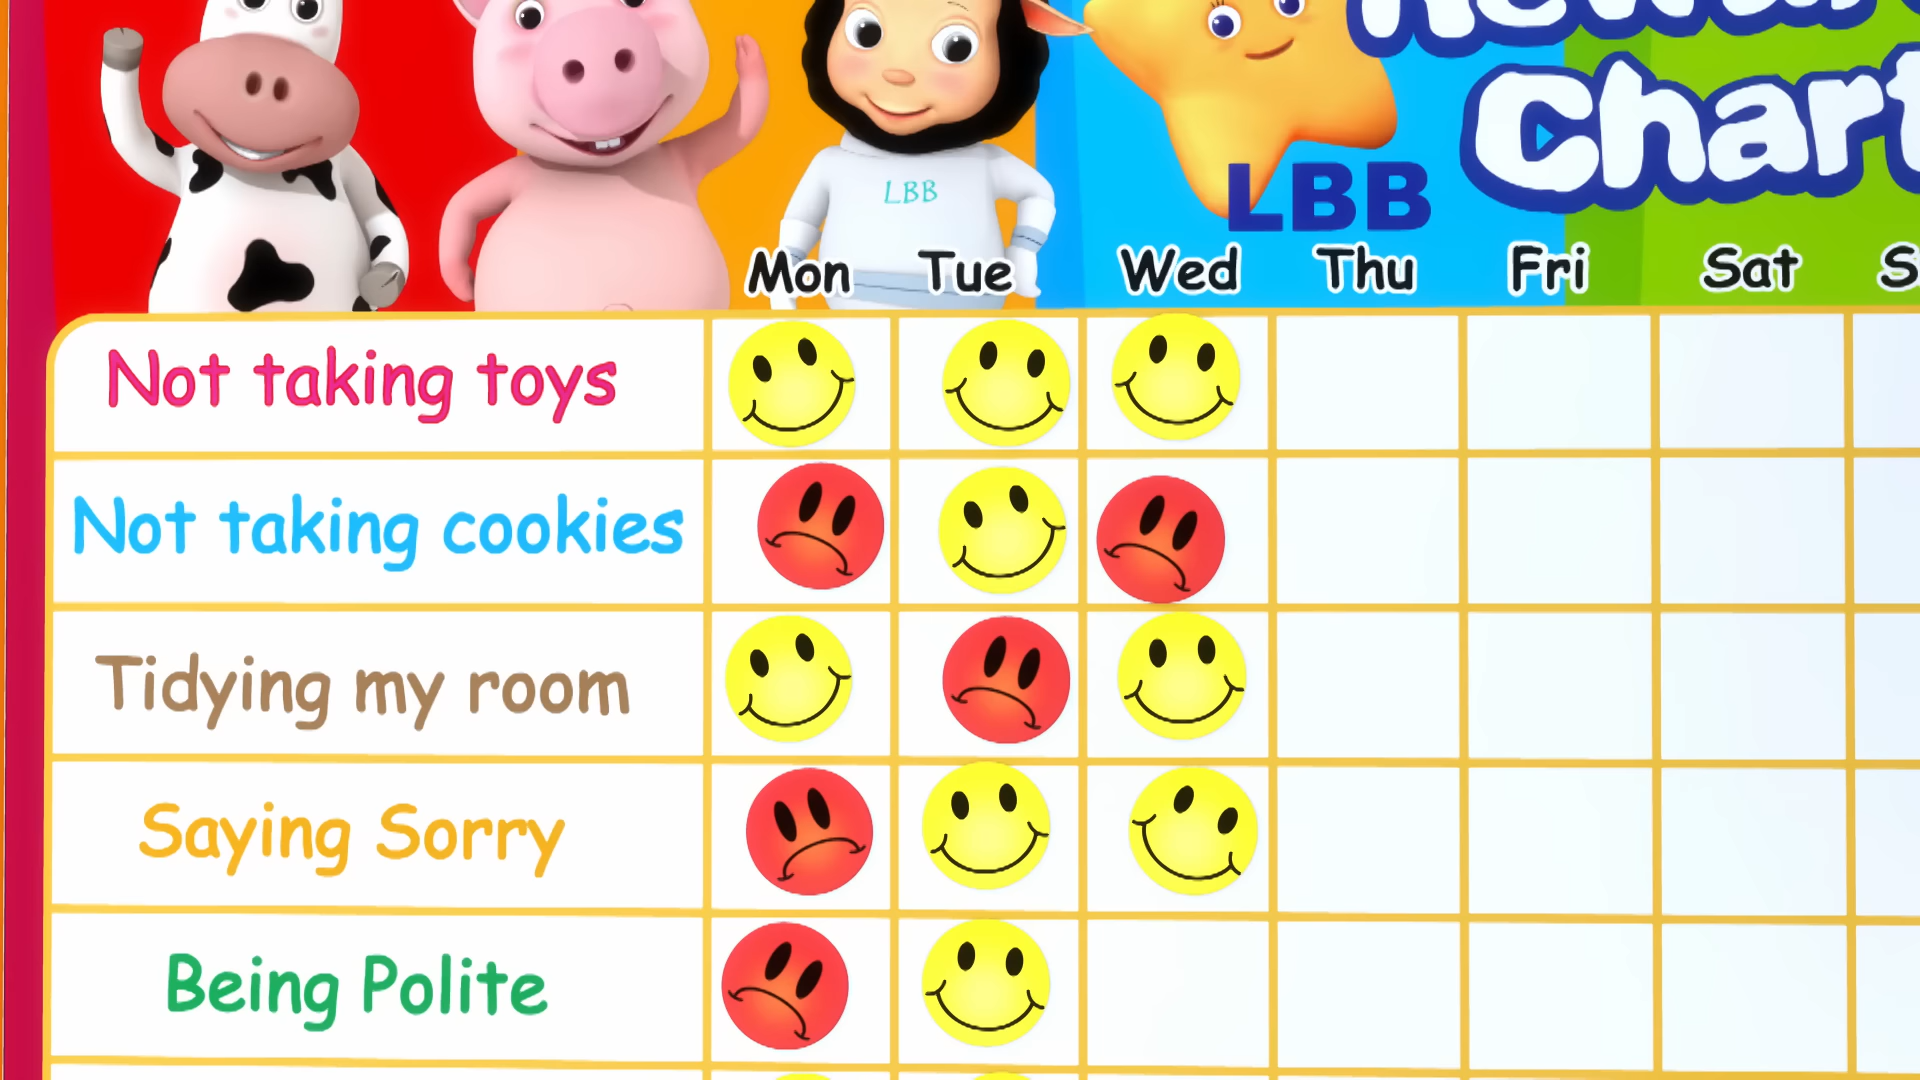 Chart
LBB
LBB
Mon Tue Wed Thu Fri Sat
Not taking toys
Not taking cookies
Tidying my room
Saying Sorry
Being Polite